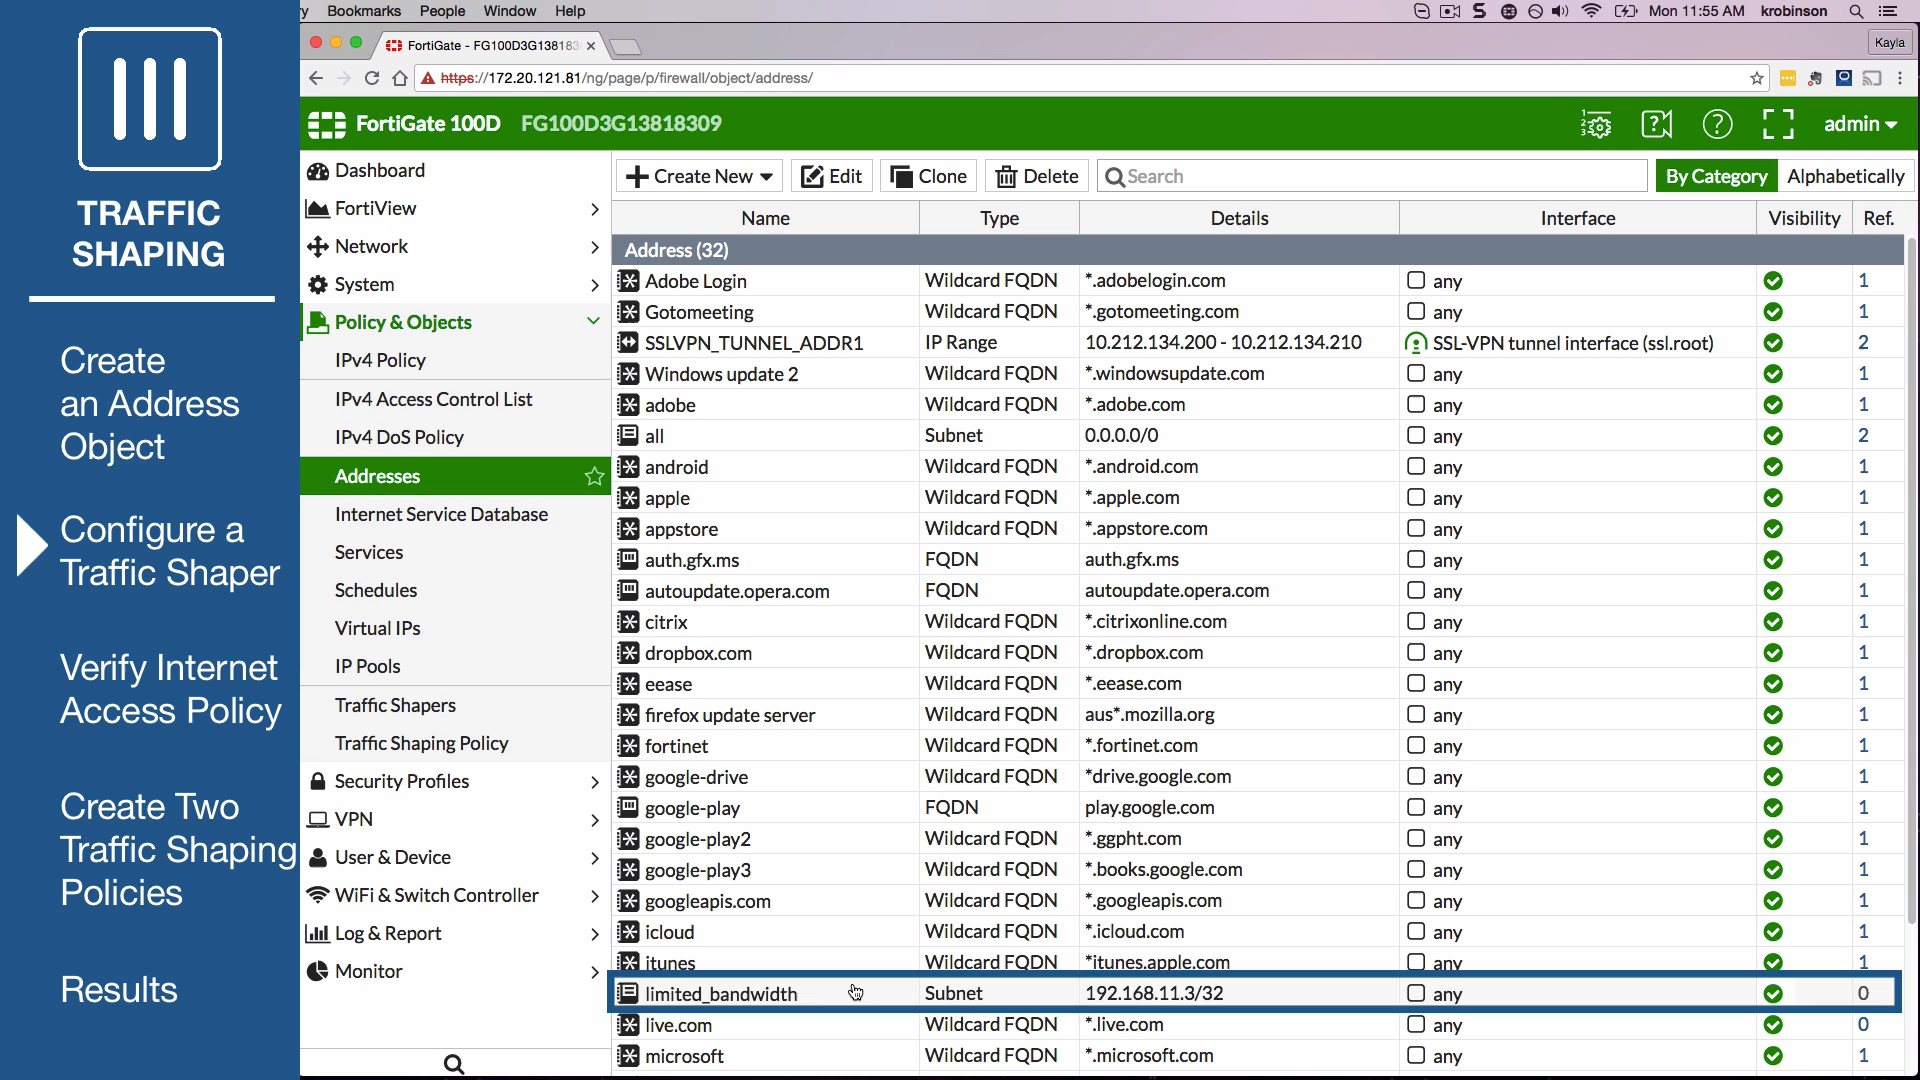 TRAFFIC
SHAPING
Create
an Address
Object
Configure a
Traffic Shaper
Verify Internet
Access Policy
Create Two
Traffic Shaping
Policies
Results
y Bookmarks People Window Help
Mon 11:55 AM krobinson
FortiGate - FG100D3G138183
Kayla
https://172.20.121.81/ng/page/p/firewall/object/address/
FortiGate 100D FG100D3G13818309
admin
Dashboard
FortiView
Network
System
Policy & Objects
IPv4 Policy
IPv4 Access Control List
IPv4 DoS Policy
Addresses
Internet Service Database
Services
Schedules
Virtual IPs
IP Pools
Traffic Shapers
Traffic Shaping Policy
Security Profiles
VPN
User & Device
WiFi & Switch Controller
Log & Report
Monitor
Create New Edit Clone Delete Search By Category Alphabetically
Name Type Details Interface Visibility Ref.
Address (32)
Adobe Login Wildcard FQDN *.adobelogin.com any 1
Gotomeeting Wildcard FQDN *.gotomeeting.com any 1
SSLVPN_TUNNEL_ADDR1 IP Range 10.212.134.200 - 10.212.134.210 SSL-VPN tunnel interface (ssl.root) 2
Windows update 2 Wildcard FQDN *.windowsupdate.com any 1
adobe Wildcard FQDN *.adobe.com any 1
all Subnet 0.0.0.0/0 any 2
android Wildcard FQDN *.android.com any 1
apple Wildcard FQDN *.apple.com any 1
appstore Wildcard FQDN *.appstore.com any 1
auth.gfx.ms FQDN auth.gfx.ms any 1
autoupdate.opera.com FQDN autoupdate.opera.com any 1
citrix Wildcard FQDN *.citrixonline.com any 1
dropbox.com Wildcard FQDN *.dropbox.com any 1
eease Wildcard FQDN *.eease.com any 1
firefox update server Wildcard FQDN aus*.mozilla.org any 1
fortinet Wildcard FQDN *.fortinet.com any 1
google-drive Wildcard FQDN *drive.google.com any 1
google-play FQDN play.google.com any 1
google-play2 Wildcard FQDN *.ggpht.com any 1
google-play3 Wildcard FQDN *.books.google.com any 1
googleapis.com Wildcard FQDN *.googleapis.com any 1
icloud Wildcard FQDN *.icloud.com any 1
itunes Wildcard FQDN *itunes.apple.com any 1
limited_bandwidth Subnet 192.168.11.3/32 any 0
live.com Wildcard FQDN *.live.com any 0
microsoft Wildcard FQDN *.microsoft.com any 1